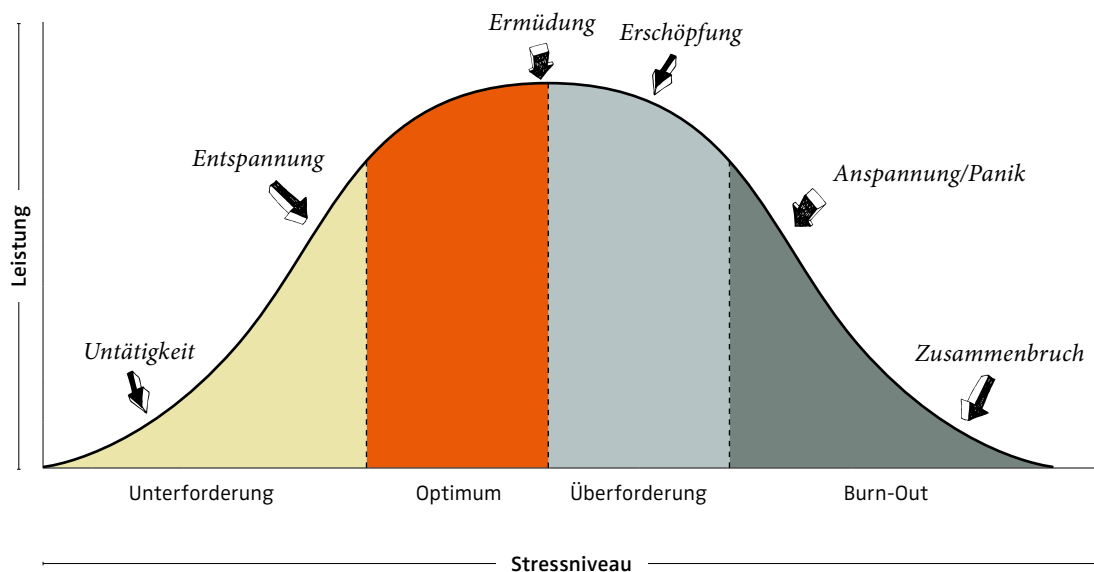 Ermüdung
Erschöpfung
Entspannung
Anspannung/Panik
Leistung
Untätigkeit
Zusammenbruch
Unterforderung
Optimum
Überforderung
Burn-Out
Stressniveau